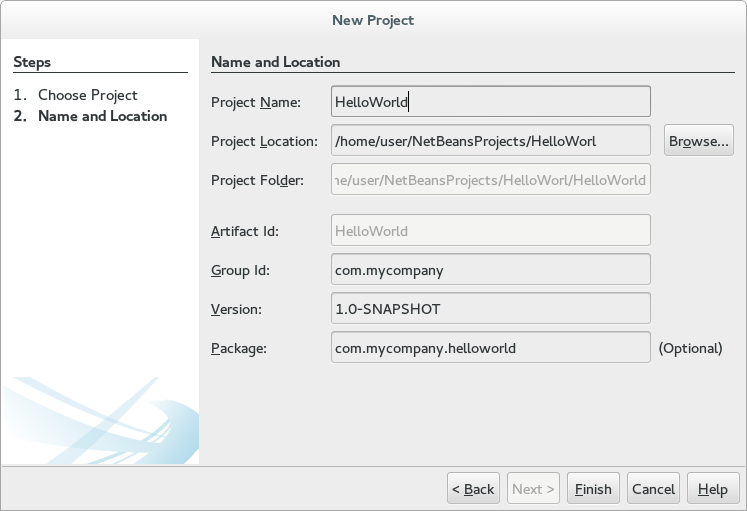 New Project
Steps
1. Choose Project
2. Name and Location
Name and Location
Project Name: HelloWorld
Project Location: /home/user/NetBeansProjects/HelloWorl Browse...
Project Folder: ne/user/NetBeansProjects/HelloWorl/HelloWorld
Artifact Id: HelloWorld
Group Id: com.mycompany
Version: 1.0-SNAPSHOT
Package: com.mycompany.helloworld (Optional)
< Back Next > Finish Cancel Help